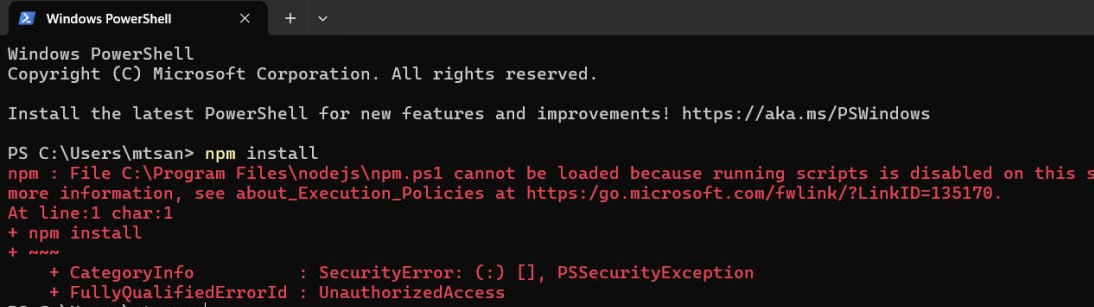 Windows PowerShell
Windows PowerShell
Copyright (C) Microsoft Corporation. All rights reserved.
Install the latest PowerShell for new features and improvements! https://aka.ms/PSWindows
PS C:\Users\mtsan> npm install
npm : File C:\Program Files\nodejs\npm.ps1 cannot be loaded because running scripts is disabled on this s
more information, see about_Execution_Policies at https:/go.microsoft.com/fwlink/?LinkID=135170.
At line:1 char:1
+ npm install
+ ~~~
    + CategoryInfo          : SecurityError: (:) [], PSSecurityException
    + FullyQualifiedErrorId : UnauthorizedAccess